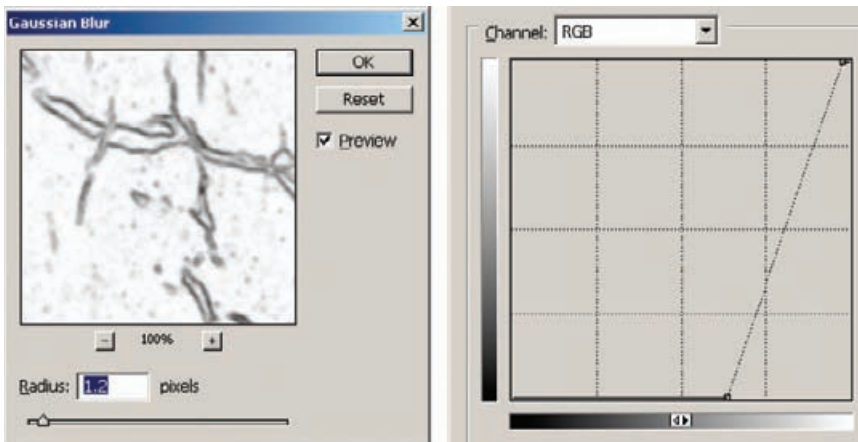 Gaussian Blur
OK
Reset
Preview
100%
Radius: 1.2 pixels
Channel: RGB